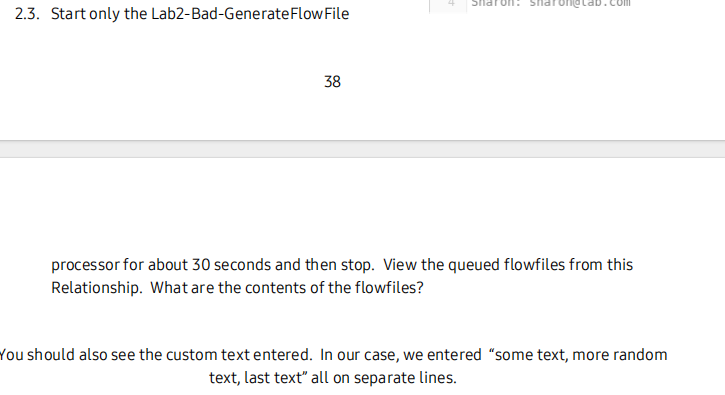 4 Sharon: sharon@lab.com
2.3. Start only the Lab2-Bad-GenerateFlowFile
38
processor for about 30 seconds and then stop. View the queued flowfiles from this
Relationship. What are the contents of the flowfiles?
You should also see the custom text entered. In our case, we entered “some text, more random
text, last text” all on separate lines.